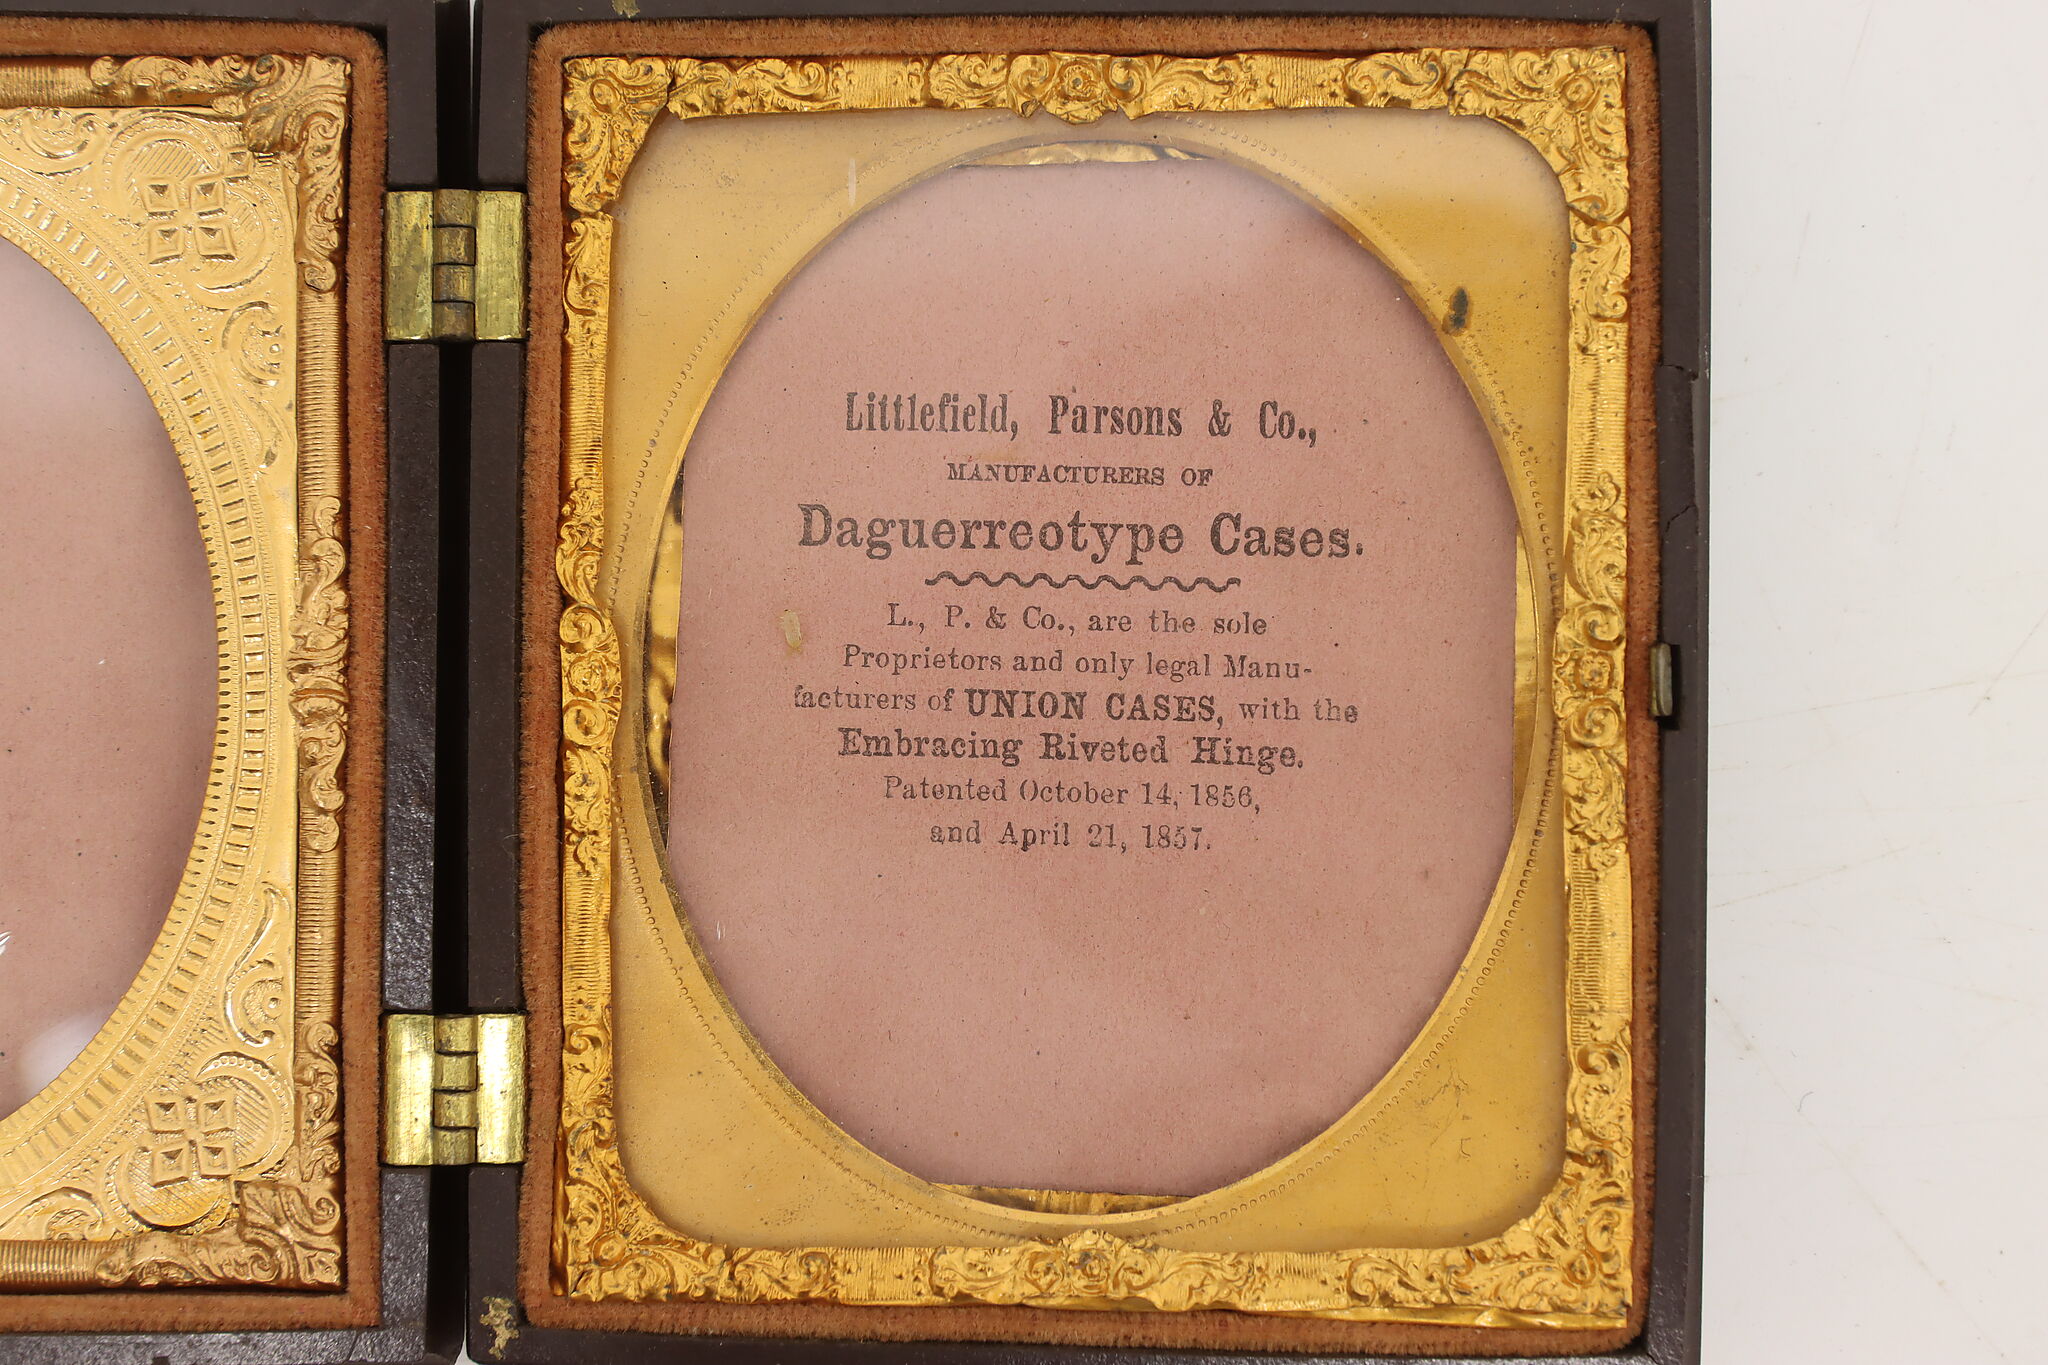 Littlefield, Parsons & Co.,
MANUFACTURERS OF
Daguerreotype Cases.
L., P. & Co., are the sole
Proprietors and only legal Manu-
facturers of UNION CASES, with the
Embracing Riveted Hinge.
Patented October 14, 1856,
and April 21, 1857.